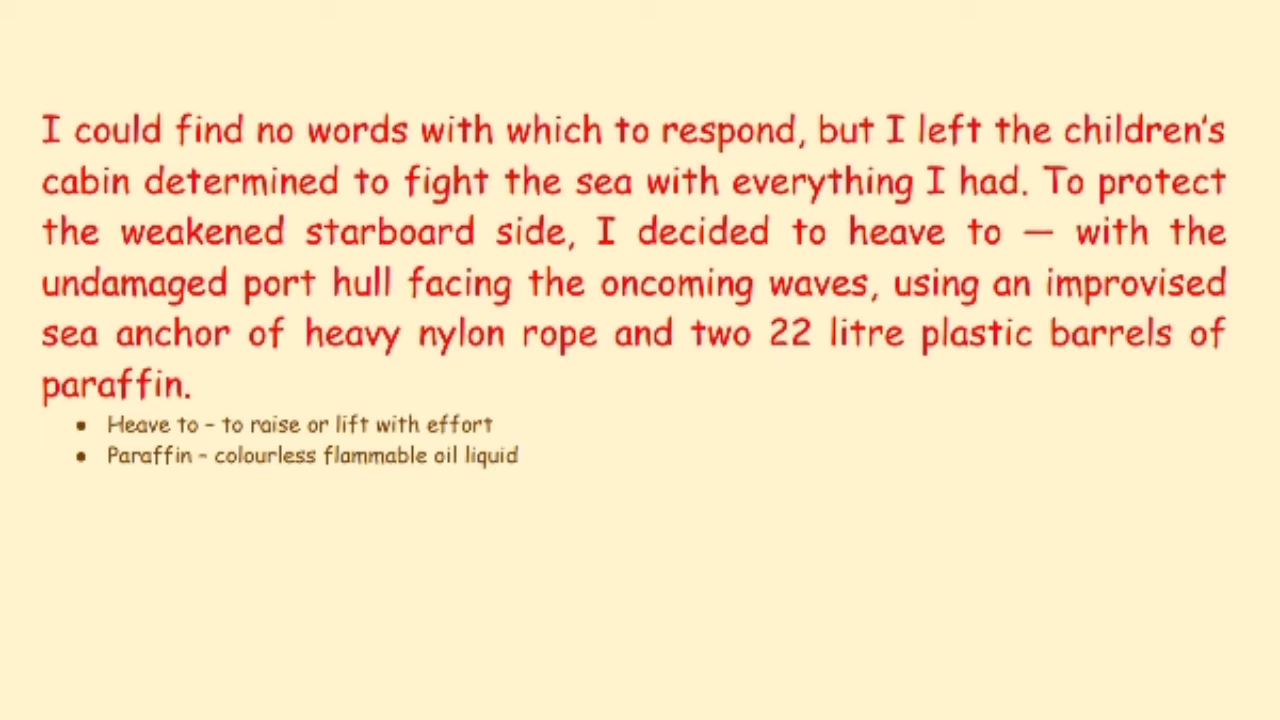 I could find no words with which to respond, but I left the children's
cabin determined to fight the sea with everything I had. To protect
the weakened starboard side, I decided to heave to — with the
undamaged port hull facing the oncoming waves, using an improvised
sea anchor of heavy nylon rope and two 22 litre plastic barrels of
paraffin.
• Heave to – to raise or lift with effort
• Paraffin – colourless flammable oil liquid